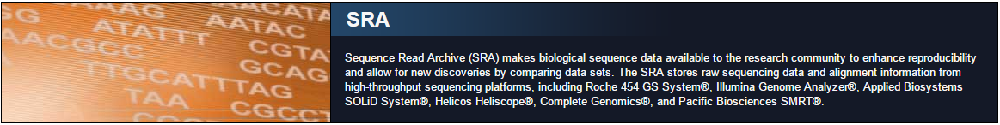 AAAAG
AACATA
GG
ATATTT
AATAC
AACGCC
CGTA
TTGCATTTAG
GCAG
TAA
CGCCT
SRA
Sequence Read Archive (SRA) makes biological sequence data available to the research community to enhance reproducibility
and allow for new discoveries by comparing data sets. The SRA stores raw sequencing data and alignment information from
high-throughput sequencing platforms, including Roche 454 GS System®, Illumina Genome Analyzer®, Applied Biosystems
SOLiD System®, Helicos Heliscope®, Complete Genomics®, and Pacific Biosciences SMRT®.